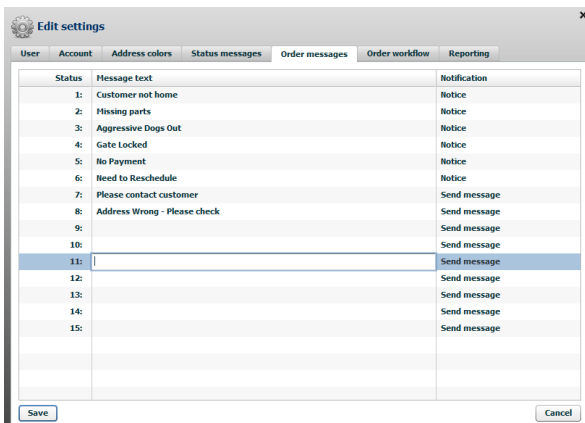 x
Edit settings
User Account Address colors Status messages Order messages Order workflow Reporting
Status Message text Notification
1: Customer not home Notice
2: Missing parts Notice
3: Aggressive Dogs Out Notice
4: Gate Locked Notice
5: No Payment Notice
6: Need to Reschedule Notice
7: Please contact customer Send message
8: Address Wrong - Please check Send message
9: Send message
10: Send message
11: Send message
12: Send message
13: Send message
14: Send message
15: Send message
Save Cancel